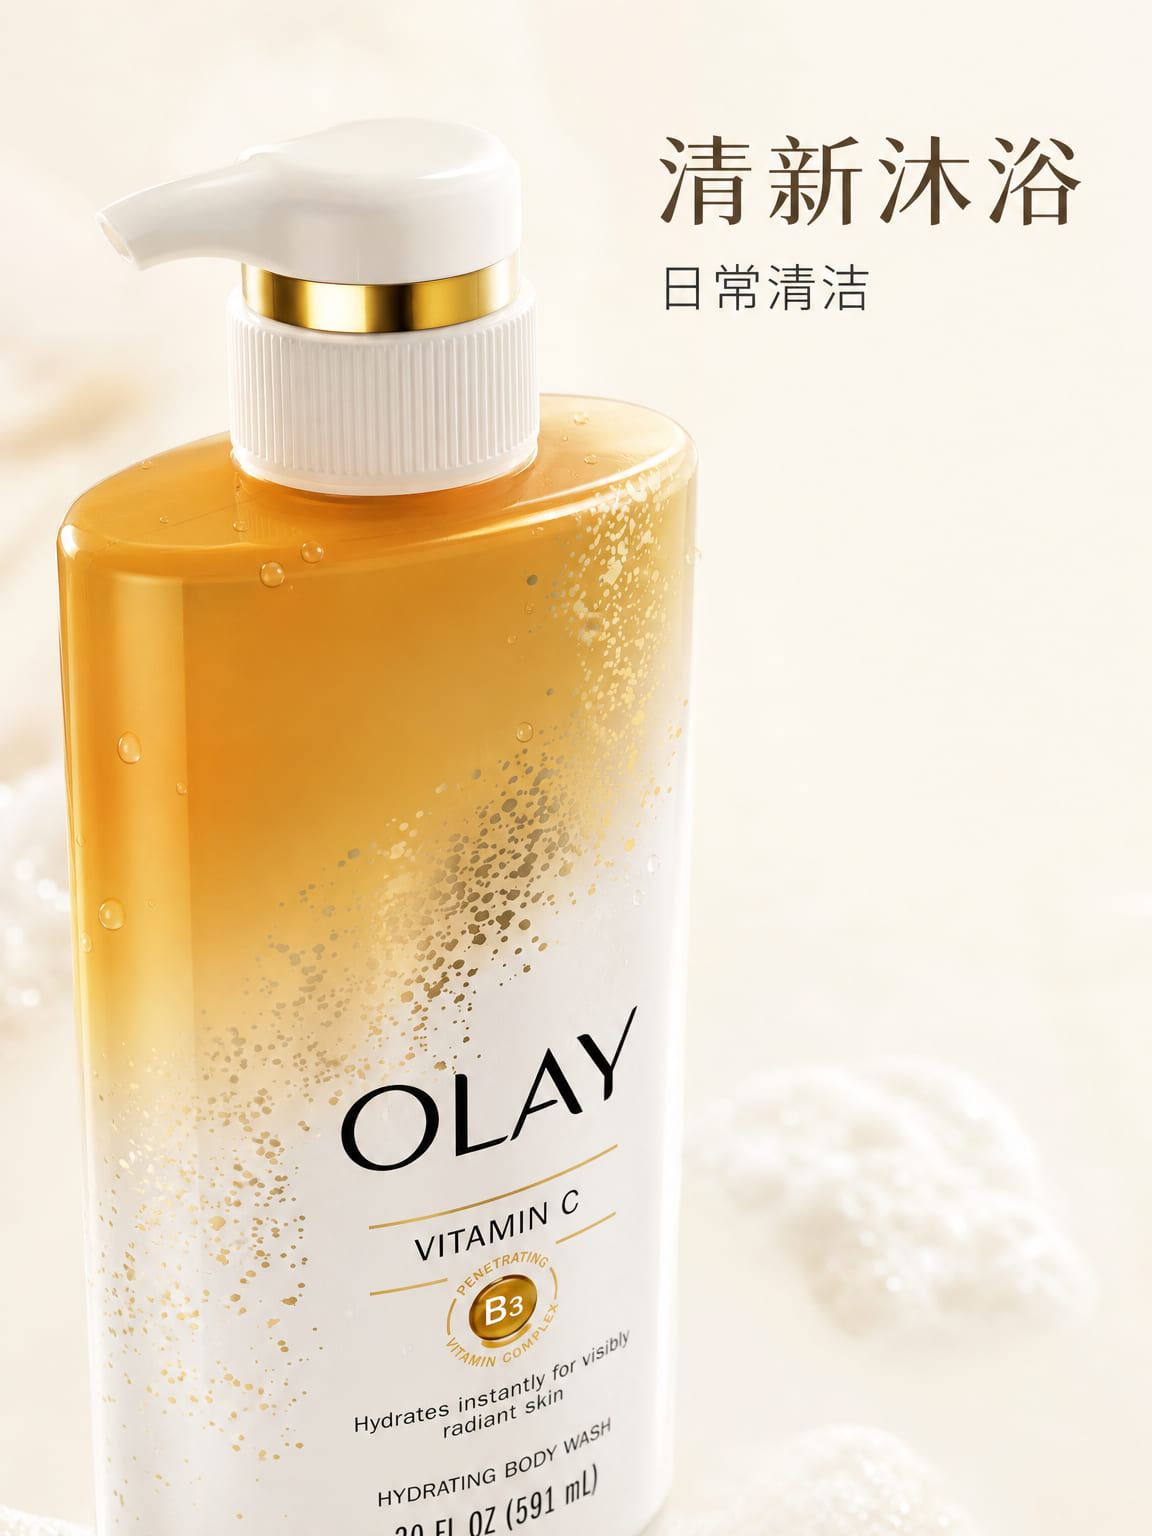 清新沐浴
日常清洁
OLAY
VITAMIN C
PENETRATING
B3
VITAMIN COMPLEX
Hydrates instantly for visibly
radiant skin
HYDRATING BODY WASH
20 FL OZ (591 mL)